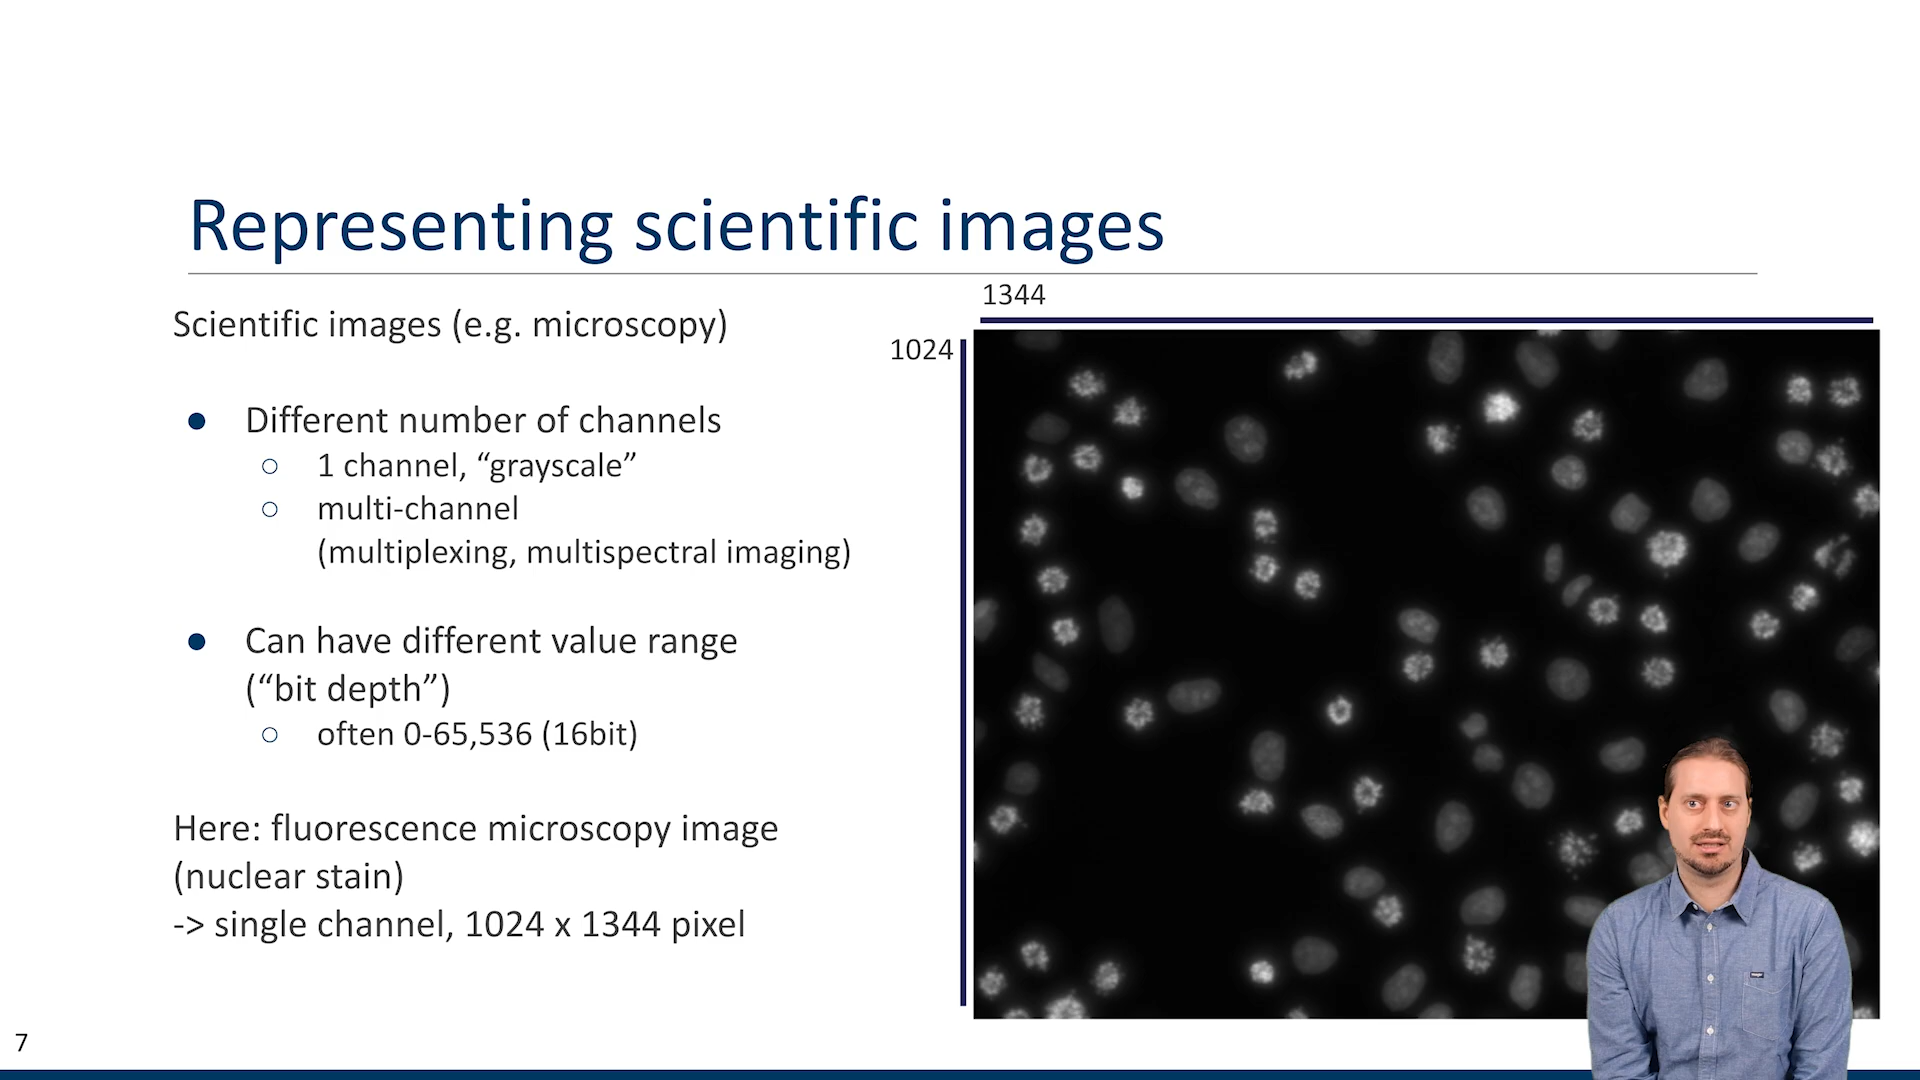 Representing scientific images
Scientific images (e.g. microscopy)
● Different number of channels
○ 1 channel, “grayscale”
○ multi-channel
(multiplexing, multispectral imaging)
● Can have different value range
(“bit depth”)
○ often 0-65,536 (16bit)
Here: fluorescence microscopy image
(nuclear stain)
-> single channel, 1024 x 1344 pixel
1344
1024
7